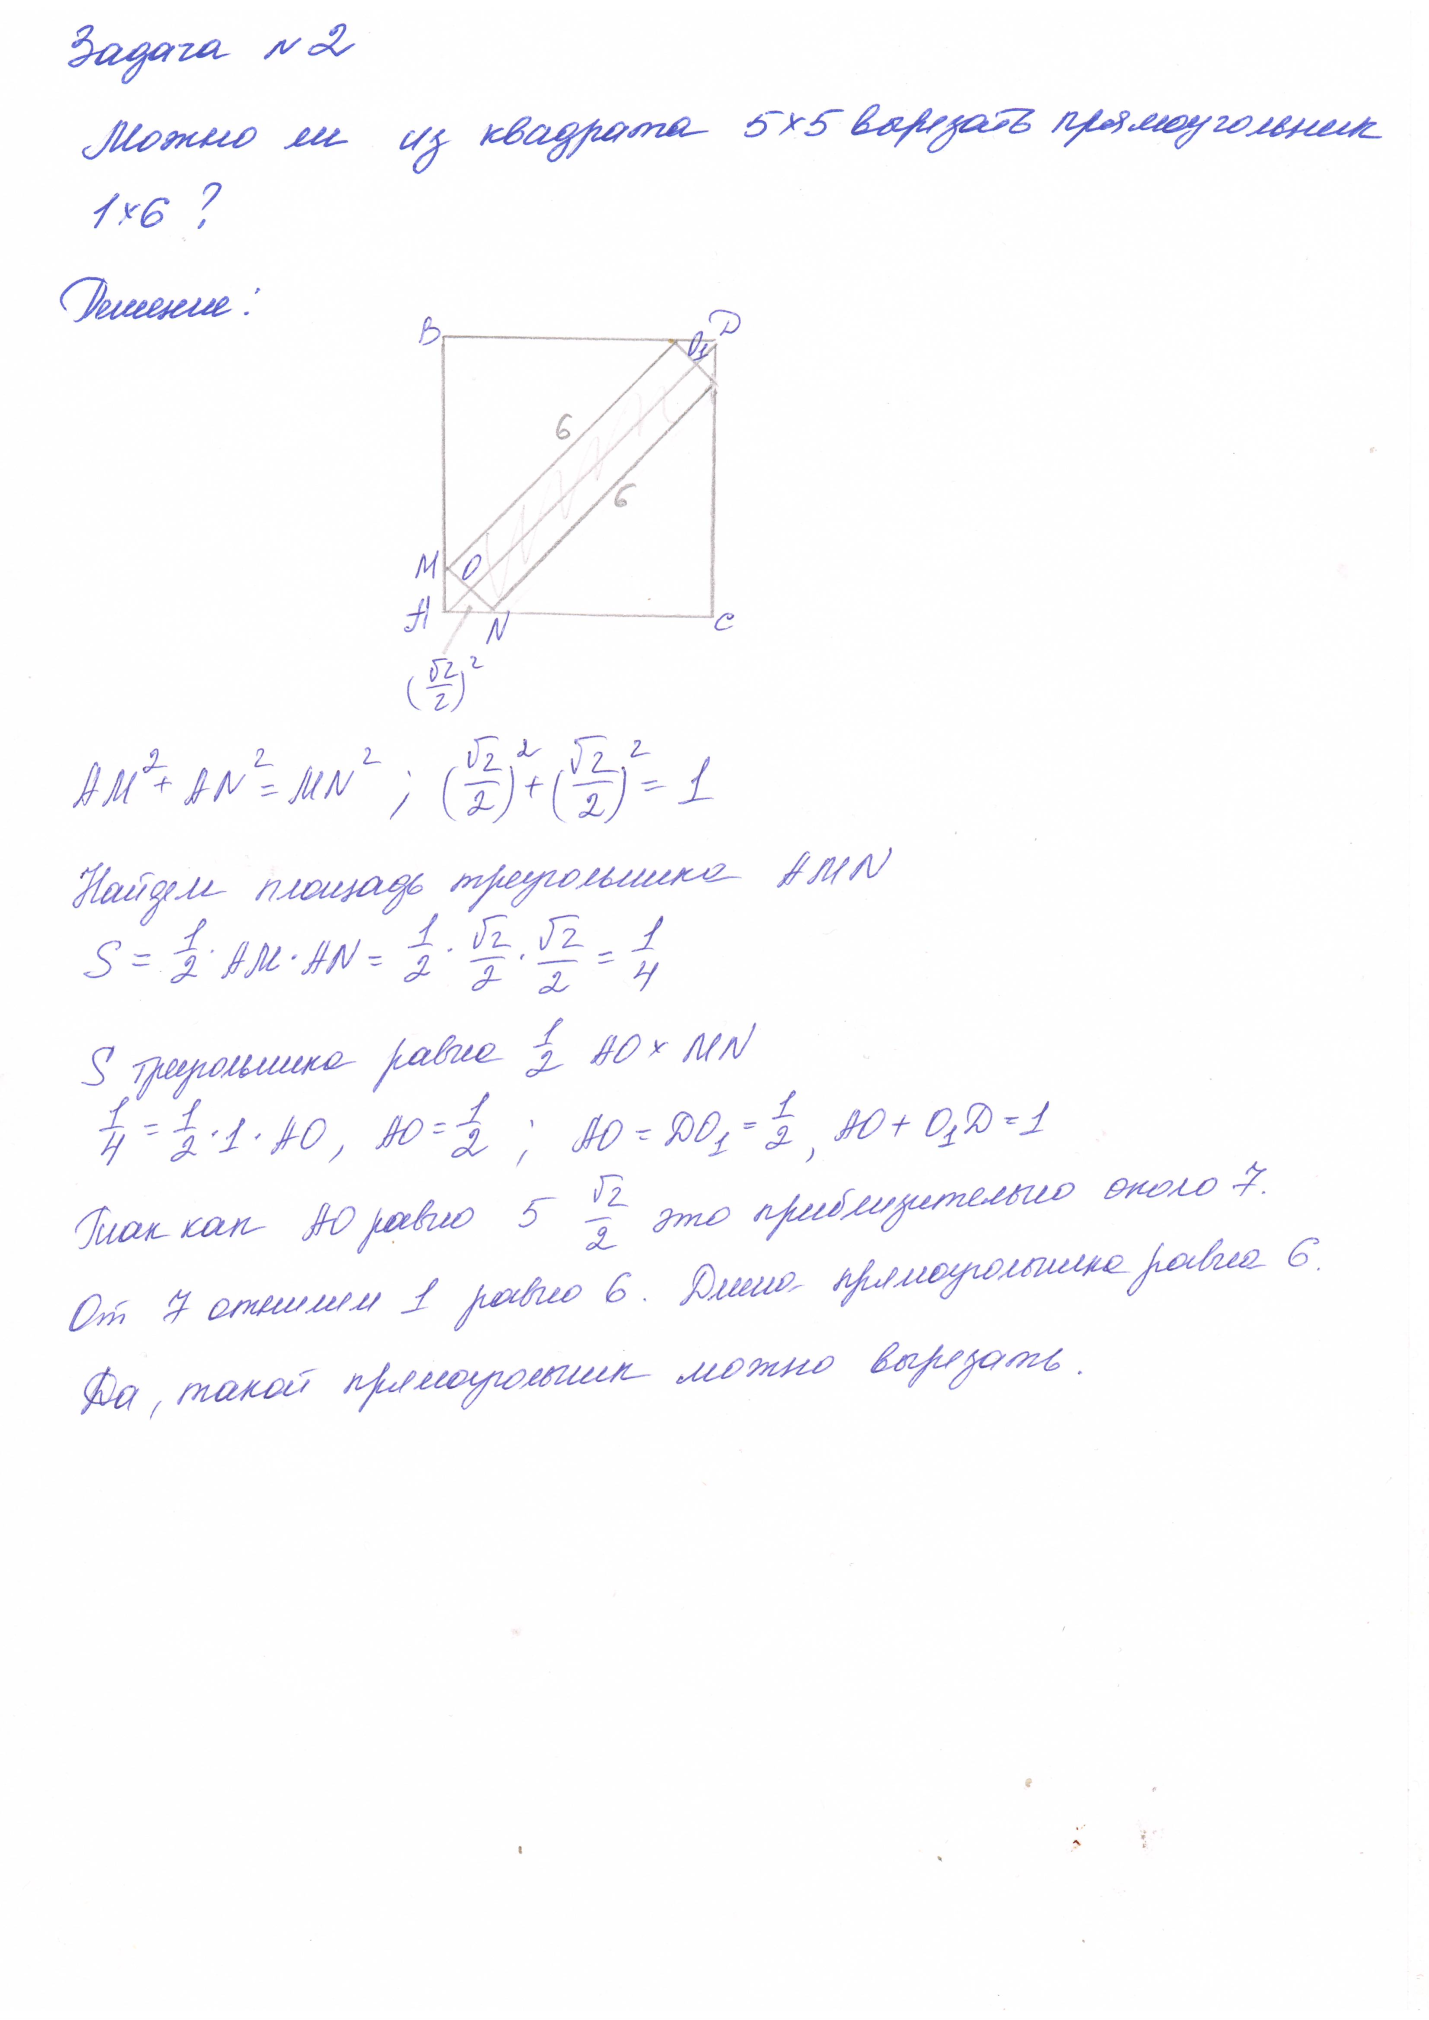 Задача №2
Можно ли из квадрата 5×5 вырезать прямоугольник
1×6 ?
Решение:
B
D
O₁
6
6
M
O
A
N
C
(√2/2)²
AM² + AN² = MN² ; (√2/2)² + (√2/2)² = 1
Найдем площадь треугольника AMN
S = 1/2 · AM · AN = 1/2 · √2/2 · √2/2 = 1/4
S треугольника равна 1/2 AO × MN
1/4 = 1/2 · 1 · AO, AO = 1/2 ; AO = DO₁ = 1/2, AO + O₁D = 1
Так как AD равно 5 √2/2 это приблизительно около 7.
От 7 отнимем 1 равно 6. Длина прямоугольника равна 6.
Да, такой прямоугольник можно вырезать.